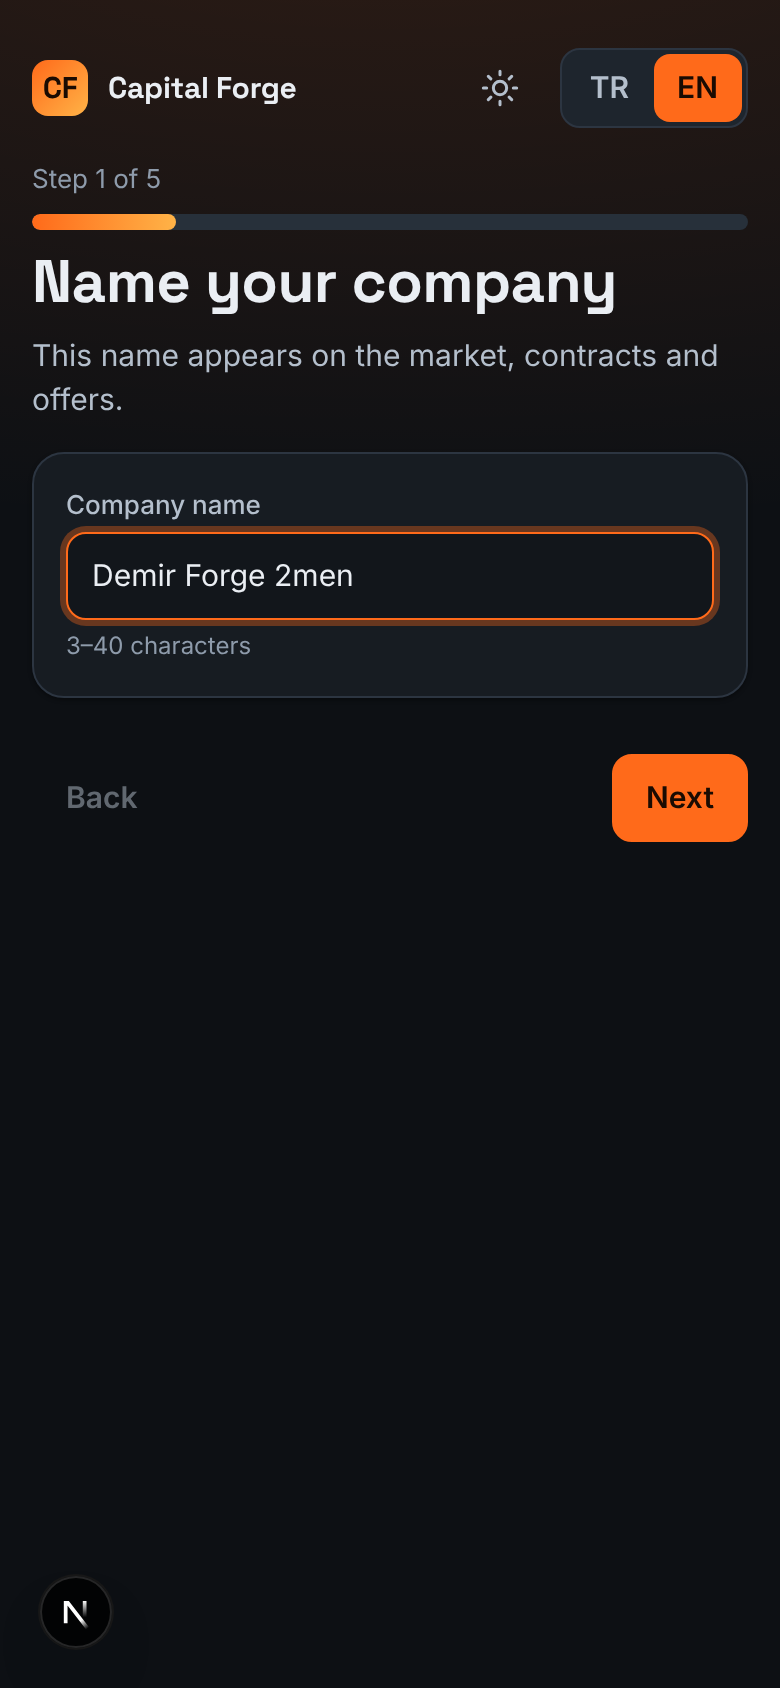 CF Capital Forge TR EN
Step 1 of 5
Name your company
This name appears on the market, contracts and
offers.
Company name
Demir Forge 2men
3–40 characters
Back Next
N